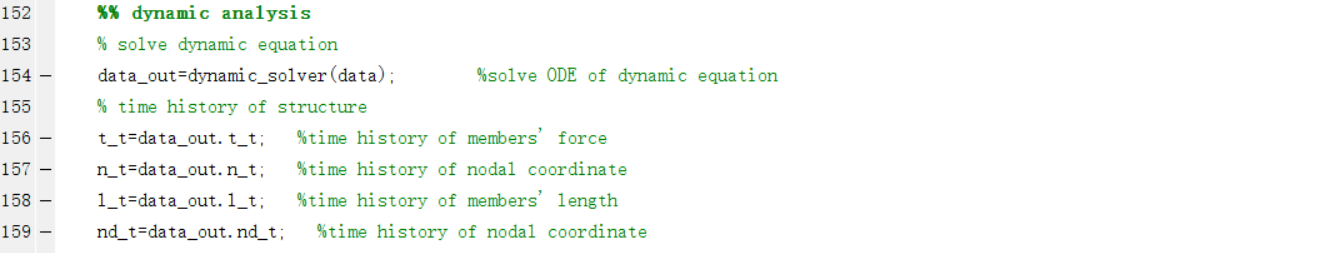 152 %% dynamic analysis
153 % solve dynamic equation
154 — data_out=dynamic_solver(data); %solve ODE of dynamic equation
155 % time history of structure
156 — t_t=data_out.t_t; %time history of members' force
157 — n_t=data_out.n_t; %time history of nodal coordinate
158 — l_t=data_out.l_t; %time history of members' length
159 — nd_t=data_out.nd_t; %time history of nodal coordinate